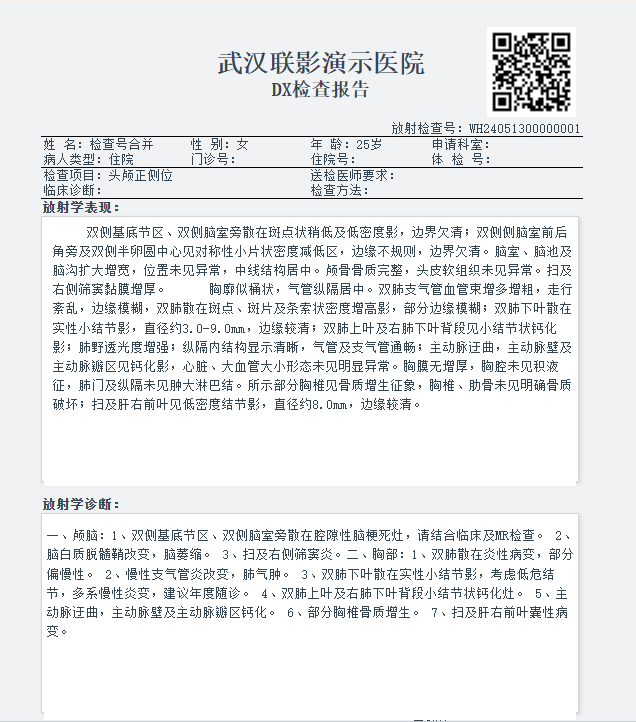 武汉联影演示医院
DX检查报告
放射检查号: WH24051300000001
姓 名: 检查号合并 性 别: 女 年 龄: 25岁 申请科室:
病人类型: 住院 门诊号: 住院号: 体 检 号:
检查项目: 头颅正侧位 送检医师要求:
临床诊断: 检查方法:
放射学表现:
双侧基底节区、双侧脑室旁散在斑点状稍低及低密度影，边界欠清；双侧侧脑室前后
角旁及双侧半卵圆中心见对称性小片状密度减低区，边缘不规则，边界欠清。脑室、脑池及
脑沟扩大增宽，位置未见异常，中线结构居中。颅骨骨质完整，头皮软组织未见异常。扫及
右侧筛窦黏膜增厚。 胸廓似桶状，气管纵隔居中。双肺支气管血管束增多增粗，走行
紊乱，边缘模糊，双肺散在斑点、斑片及条索状密度增高影，部分边缘模糊；双肺下叶散在
实性小结节影，直径约3.0-9.0mm，边缘较清；双肺上叶及右肺下叶背段见小结节状钙化
影；肺野透光度增强；纵隔内结构显示清晰，气管及支气管通畅；主动脉迂曲，主动脉壁及
主动脉瓣区见钙化影，心脏、大血管大小形态未见明显异常。胸膜无增厚，胸腔未见积液
征，肺门及纵隔未见肿大淋巴结。所示部分胸椎见骨质增生征象，胸椎、肋骨未见明确骨质
破坏；扫及肝右前叶见低密度结节影，直径约8.0mm，边缘较清。
放射学诊断:
一、颅脑：1、双侧基底节区、双侧脑室旁散在腔隙性脑梗死灶，请结合临床及MR检查。 2、
脑白质脱髓鞘改变，脑萎缩。 3、扫及右侧筛窦炎。二、胸部：1、双肺散在炎性病变，部分
偏慢性。 2、慢性支气管炎改变，肺气肿。 3、双肺下叶散在实性小结节影，考虑低危结
节，多系慢性炎变，建议年度随诊。 4、双肺上叶及右肺下叶背段小结节状钙化灶。 5、主
动脉迂曲，主动脉壁及主动脉瓣区钙化。 6、部分胸椎骨质增生。 7、扫及肝右前叶囊性病
变。